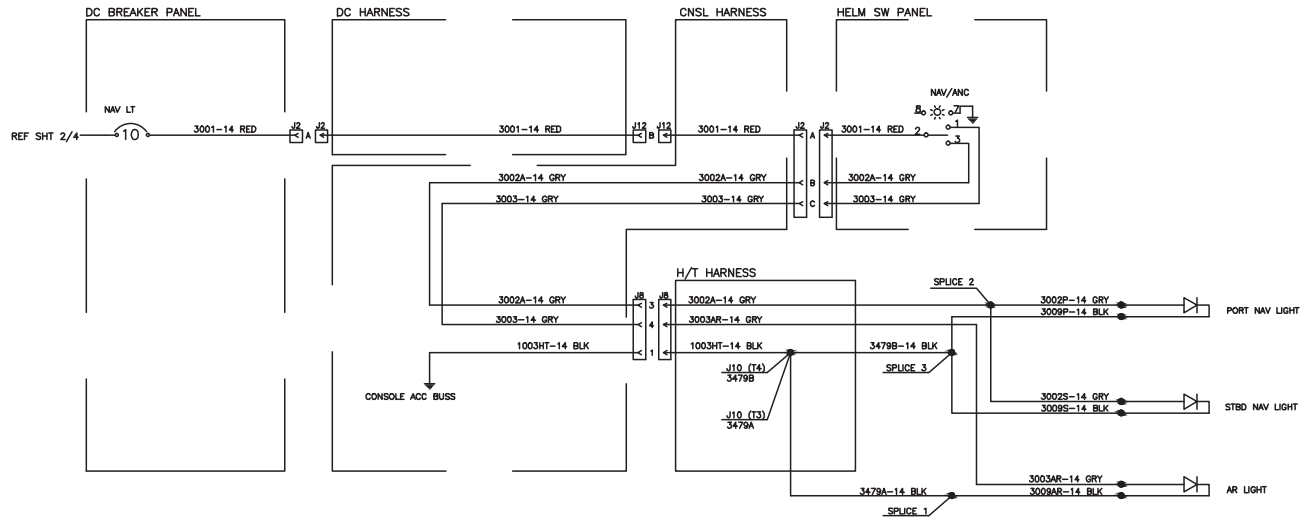 DC BREAKER PANEL
DC HARNESS
CNSL HARNESS
HELM SW PANEL
NAV LT
NAV/ANC
8
7
REF SHT 2/4
10
3001-14 RED
J2
A
J2
3001-14 RED
J12
B
J12
3001-14 RED
J2
A
J2
3001-14 RED
2
1
3
3002A-14 GRY
3002A-14 GRY
B
3002A-14 GRY
3003-14 GRY
3003-14 GRY
C
3003-14 GRY
H/T HARNESS
SPLICE 2
J8
J8
3002A-14 GRY
3
3002A-14 GRY
3002P-14 GRY
3009P-14 BLK
PORT NAV LIGHT
3003-14 GRY
4
3003AR-14 GRY
1003HT-14 BLK
1
1003HT-14 BLK
3479B-14 BLK
J10 (T4)
3479B
SPLICE 3
CONSOLE ACC BUSS
3002S-14 GRY
3009S-14 BLK
STBD NAV LIGHT
J10 (T3)
3479A
3003AR-14 GRY
3479A-14 BLK
3009AR-14 BLK
AR LIGHT
SPLICE 1